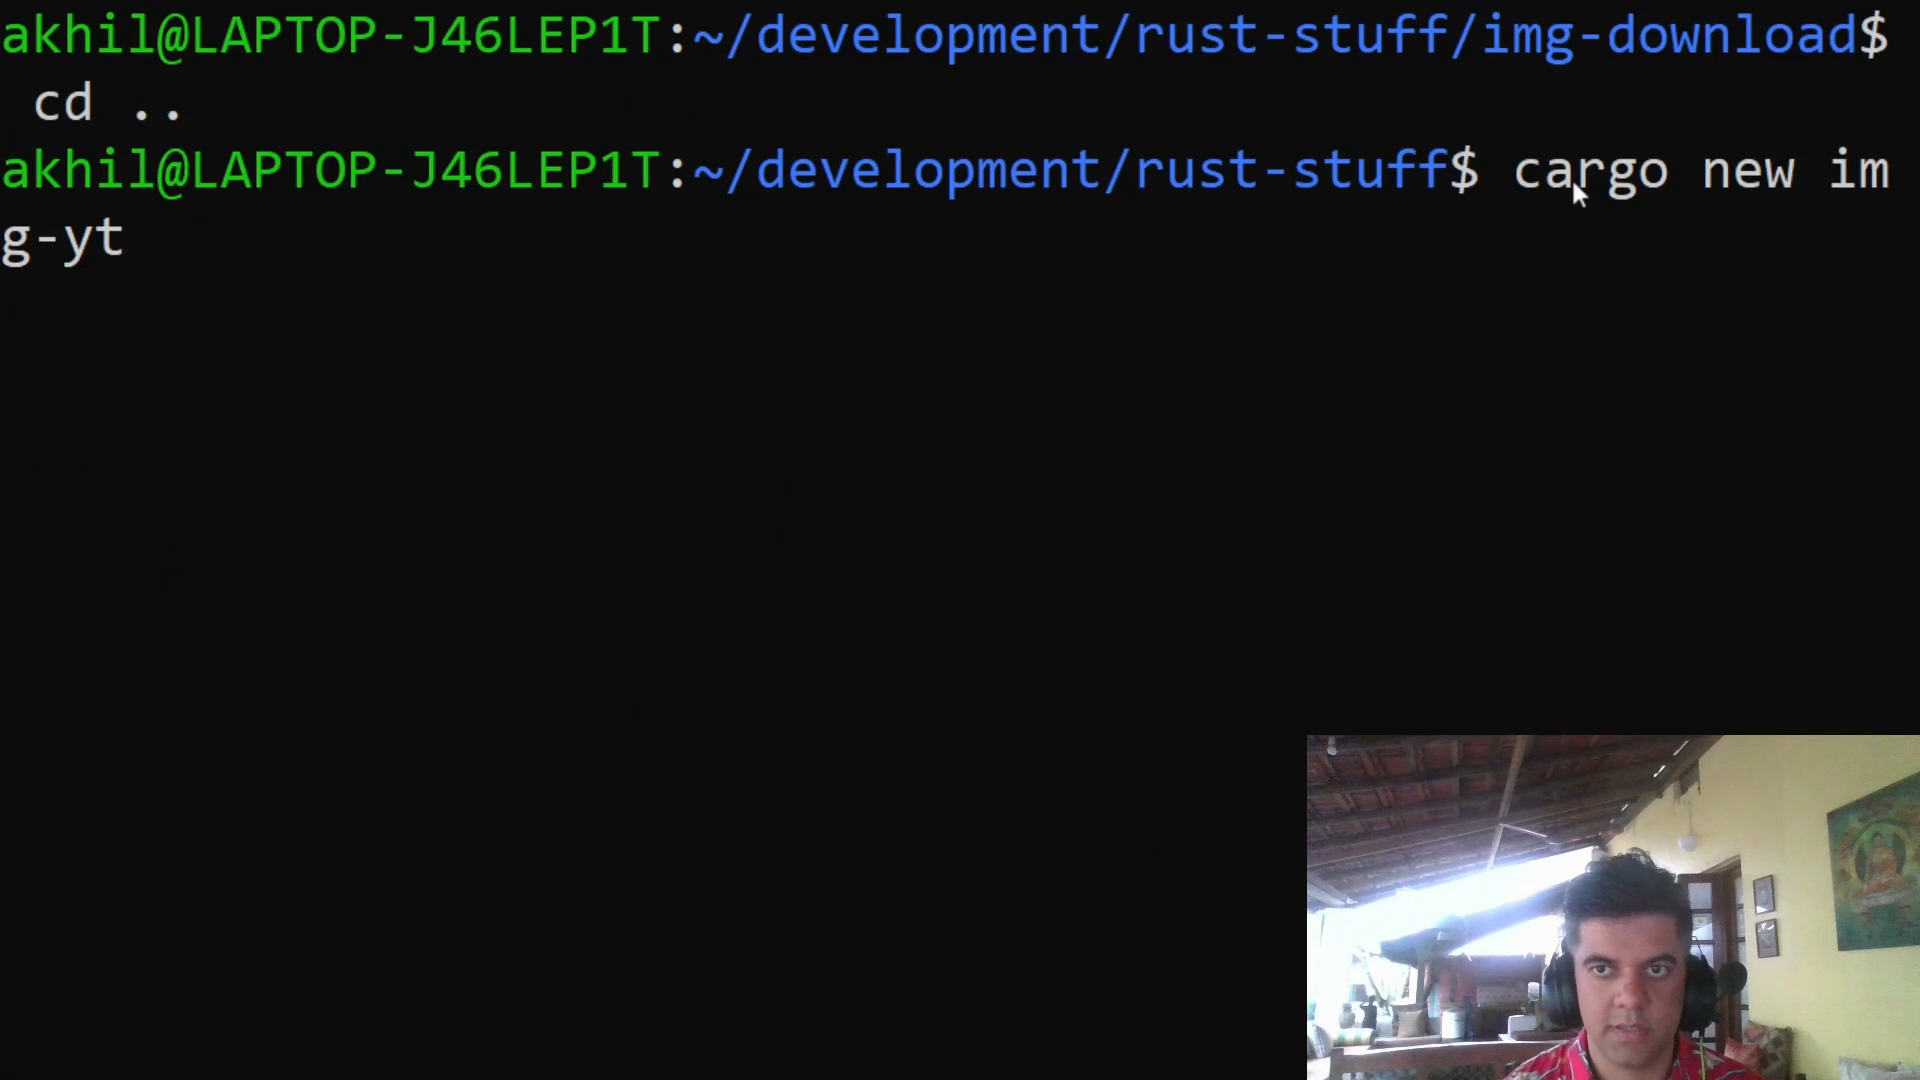 akhil@LAPTOP-J46LEP1T:~/development/rust-stuff/img-download$
cd ..
akhil@LAPTOP-J46LEP1T:~/development/rust-stuff$ cargo new im
g-yt